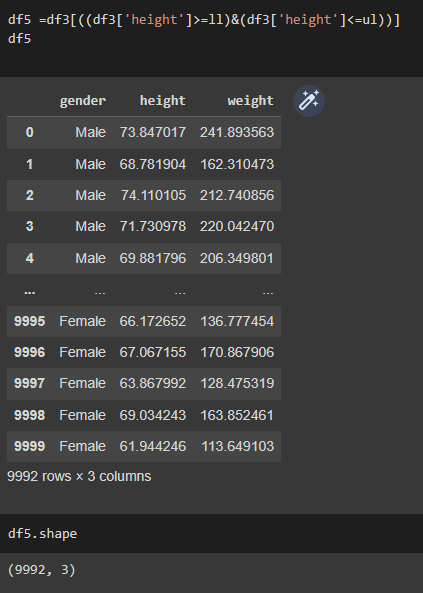 df5 =df3[((df3['height']>=ll)&(df3['height']<=ul))]
df5
gender height weight
0 Male 73.847017 241.893563
1 Male 68.781904 162.310473
2 Male 74.110105 212.740856
3 Male 71.730978 220.042470
4 Male 69.881796 206.349801
... ... ... ...
9995 Female 66.172652 136.777454
9996 Female 67.067155 170.867906
9997 Female 63.867992 128.475319
9998 Female 69.034243 163.852461
9999 Female 61.944246 113.649103
9992 rows × 3 columns
df5.shape
(9992, 3)